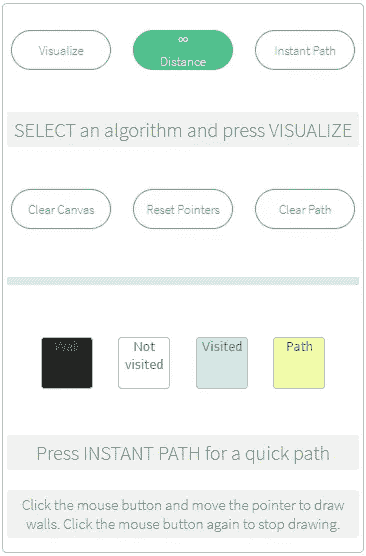 Visualize
∞
Distance
Instant Path
SELECT an algorithm and press VISUALIZE
Clear Canvas
Reset Pointers
Clear Path
Wall
Not
visited
Visited
Path
Press INSTANT PATH for a quick path
Click the mouse button and move the pointer to draw
walls. Click the mouse button again to stop drawing.